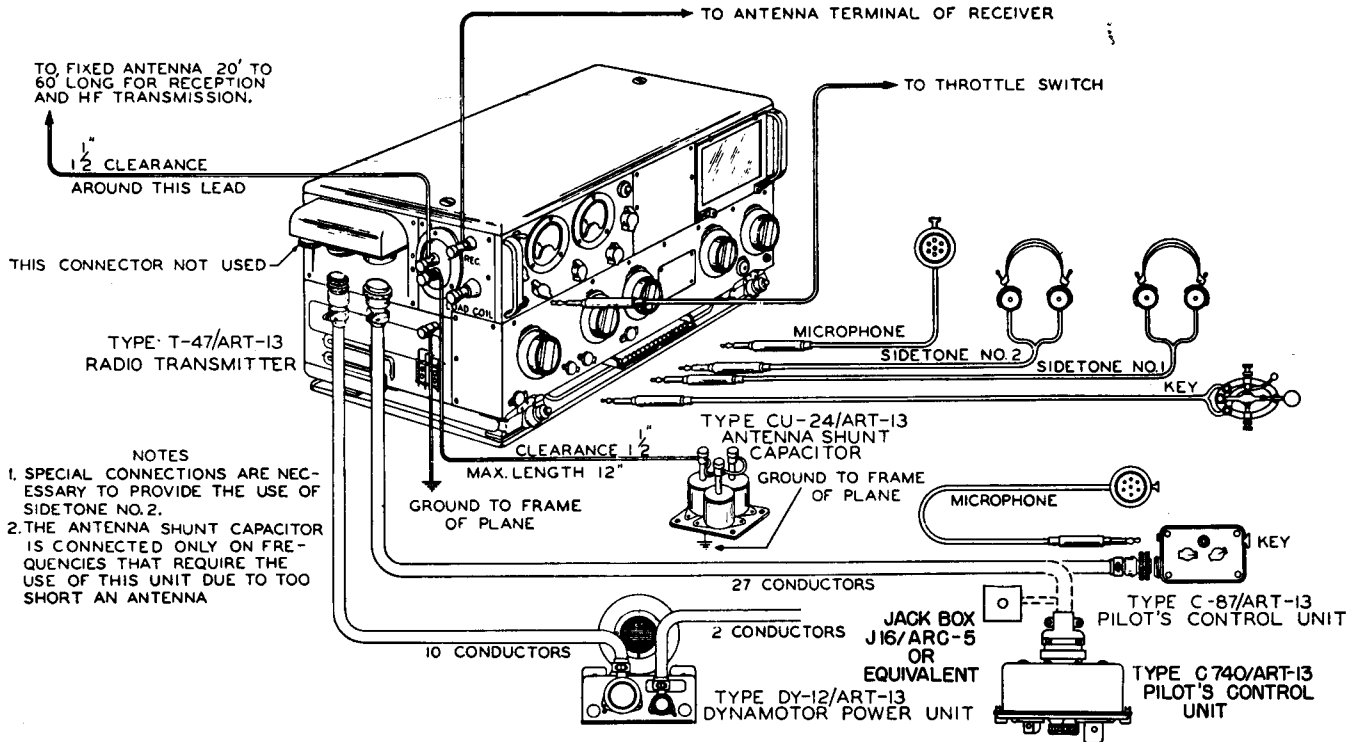 TO ANTENNA TERMINAL OF RECEIVER
TO FIXED ANTENNA 20' TO
60' LONG FOR RECEPTION
AND HF TRANSMISSION.
TO THROTTLE SWITCH
1 1/2" CLEARANCE
AROUND THIS LEAD
REC.
THIS CONNECTOR NOT USED
LOAD COIL
TYPE T-47/ART-13
RADIO TRANSMITTER
MICROPHONE
SIDETONE NO. 2
SIDETONE NO. 1
KEY
TYPE CU-24/ART-13
ANTENNA SHUNT
CAPACITOR
CLEARANCE 1 1/2"
MAX. LENGTH 12"
GROUND TO FRAME
OF PLANE
GROUND TO FRAME
OF PLANE
NOTES
1. SPECIAL CONNECTIONS ARE NEC-
ESSARY TO PROVIDE THE USE OF
SIDETONE NO. 2.
2. THE ANTENNA SHUNT CAPACITOR
IS CONNECTED ONLY ON FRE-
QUENCIES THAT REQUIRE THE
USE OF THIS UNIT DUE TO TOO
SHORT AN ANTENNA
MICROPHONE
KEY
27 CONDUCTORS
TYPE C-87/ART-13
PILOT'S CONTROL UNIT
2 CONDUCTORS
10 CONDUCTORS
JACK BOX
J16/ARC-5
OR
EQUIVALENT
TYPE C740/ART-13
PILOT'S CONTROL
UNIT
TYPE DY-12/ART-13
DYNAMOTOR POWER UNIT